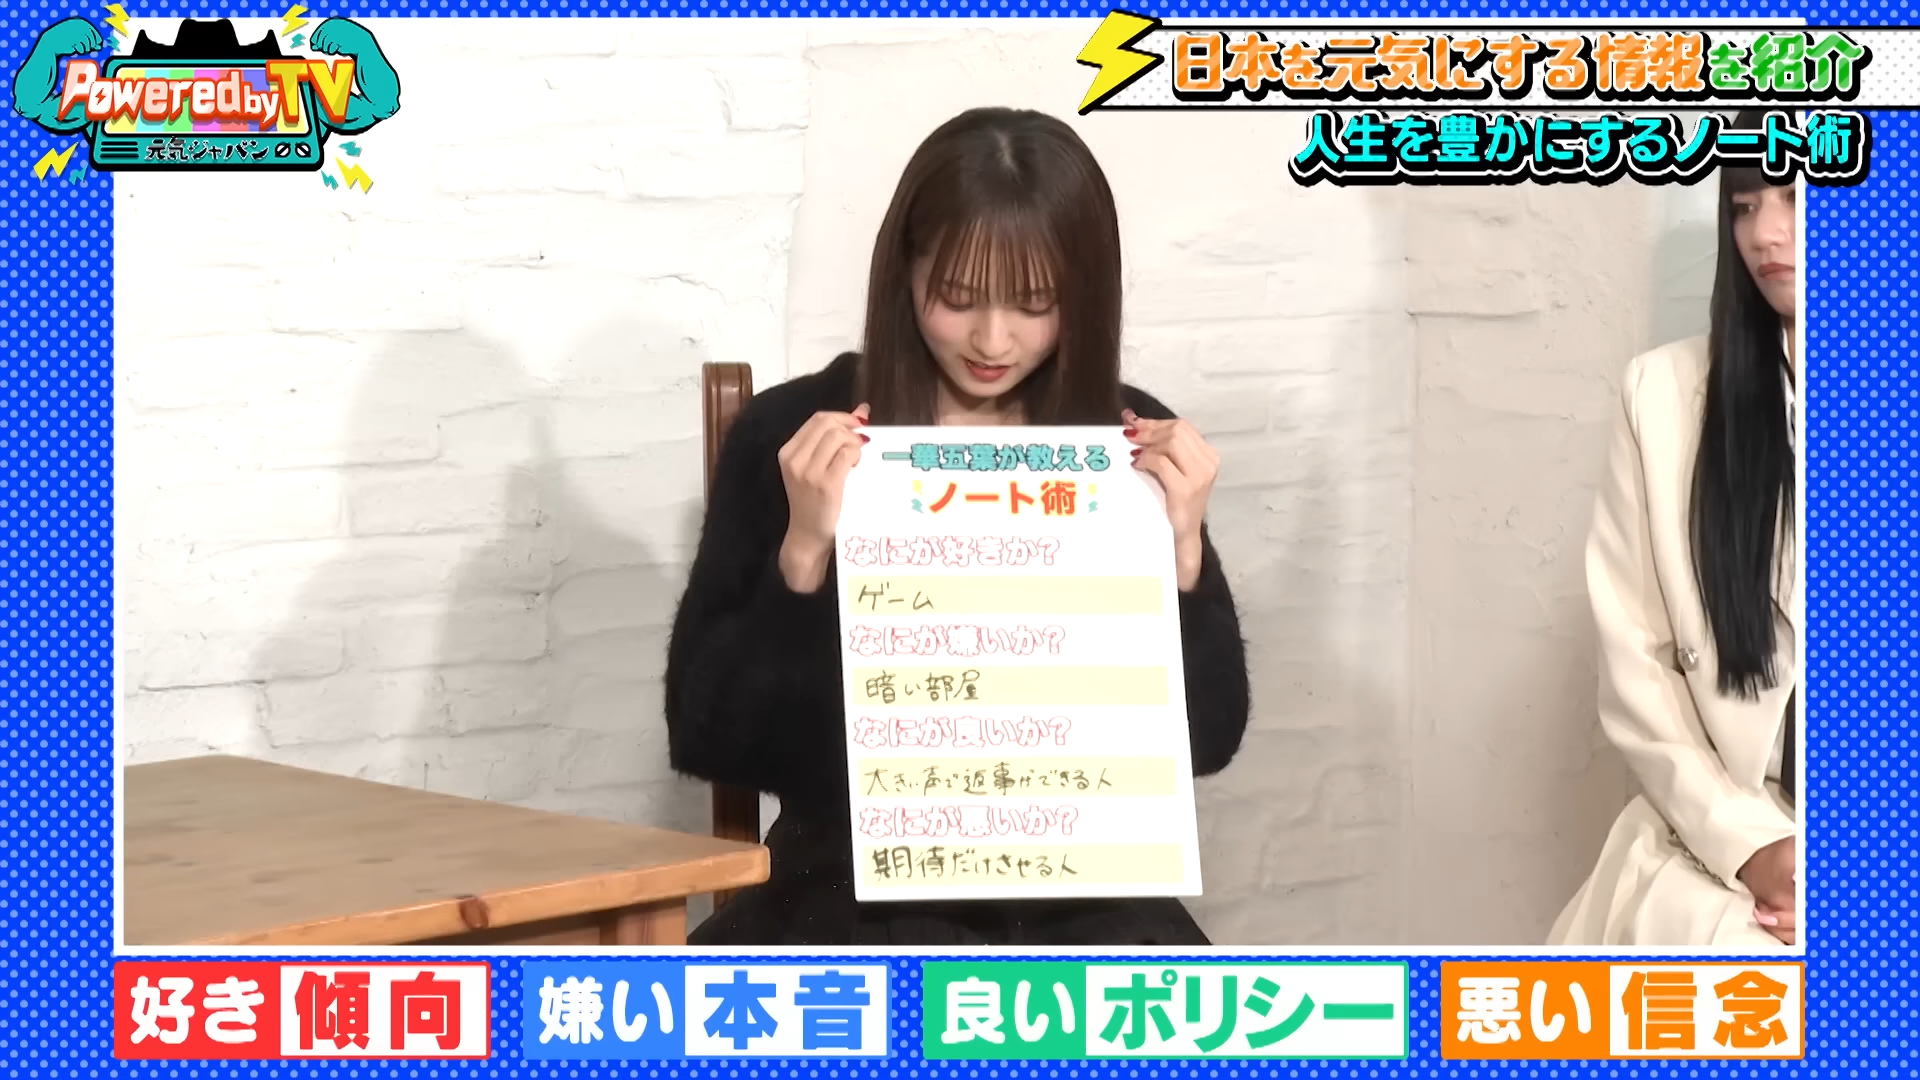 PoweredbyTV
元気ジャパン
日本を元気にする情報を紹介
人生を豊かにするノート術
一華五葉が教える
ノート術
なにが好きか?
ゲーム
なにが嫌いか?
暗い部屋
なにが良いか?
大きい声で返事ができる人
なにが悪いか?
期待だけさせる人
好き 傾向
嫌い 本音
良い ポリシー
悪い 信念